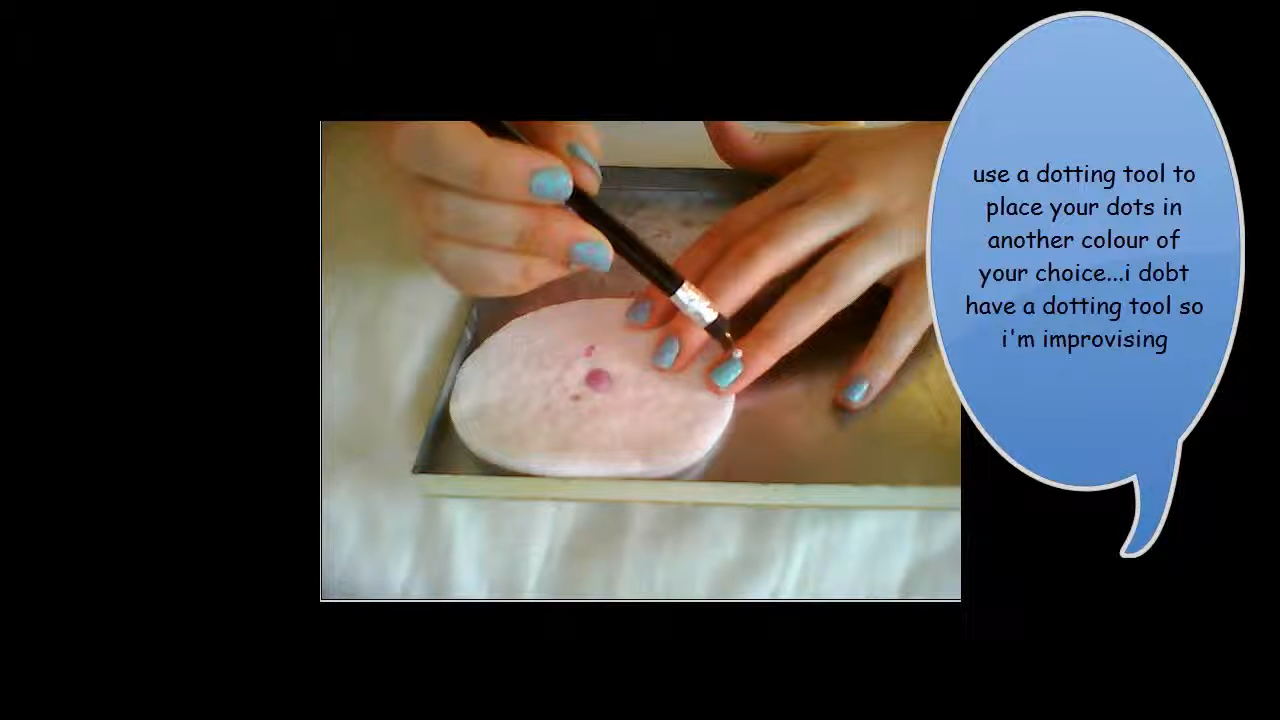 use a dotting tool to
place your dots in
another colour of
your choice...i dobt
have a dotting tool so
i'm improvising